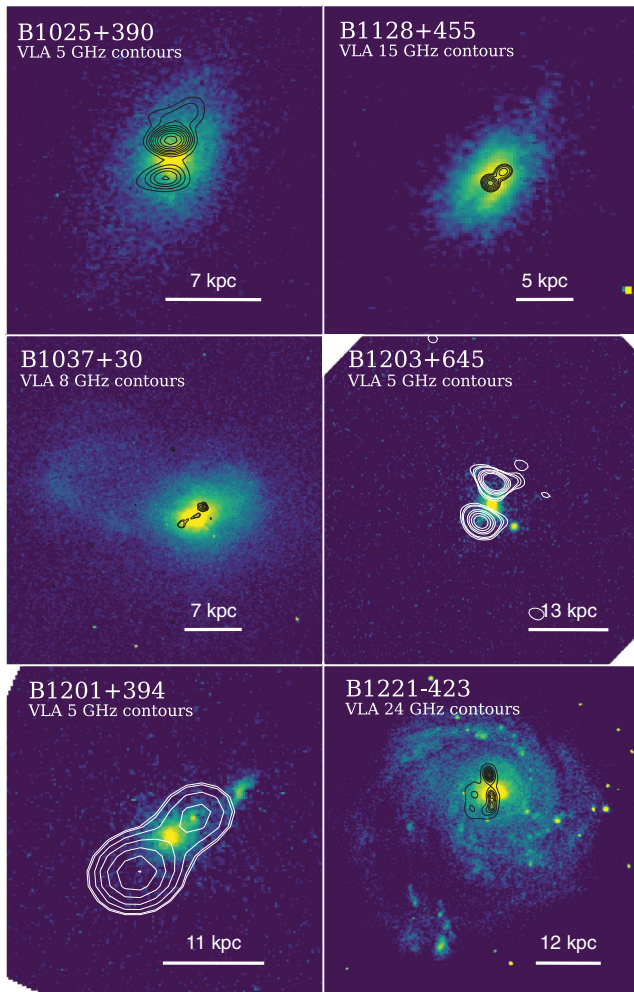 B1025+390
VLA 5 GHz contours
7 kpc
B1128+455
VLA 15 GHz contours
5 kpc
B1037+30
VLA 8 GHz contours
7 kpc
B1203+645
VLA 5 GHz contours
13 kpc
B1201+394
VLA 5 GHz contours
11 kpc
B1221-423
VLA 24 GHz contours
12 kpc